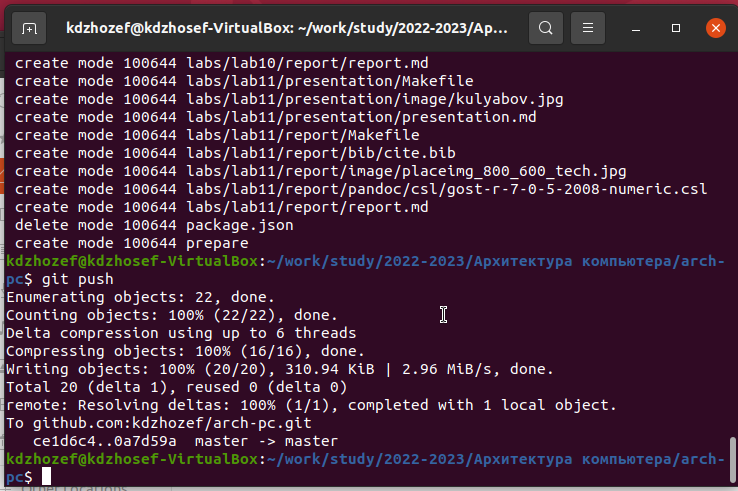 kdzhozef@kdzhosef-VirtualBox: ~/work/study/2022-2023/Ар...
create mode 100644 labs/lab10/report/report.md
create mode 100644 labs/lab11/presentation/Makefile
create mode 100644 labs/lab11/presentation/image/kulyabov.jpg
create mode 100644 labs/lab11/presentation/presentation.md
create mode 100644 labs/lab11/report/Makefile
create mode 100644 labs/lab11/report/bib/cite.bib
create mode 100644 labs/lab11/report/image/placeimg_800_600_tech.jpg
create mode 100644 labs/lab11/report/pandoc/csl/gost-r-7-0-5-2008-numeric.csl
create mode 100644 labs/lab11/report/report.md
delete mode 100644 package.json
create mode 100644 prepare
kdzhozef@kdzhosef-VirtualBox:~/work/study/2022-2023/Архитектура компьютера/arch-
pc$ git push
Enumerating objects: 22, done.
Counting objects: 100% (22/22), done.
Delta compression using up to 6 threads
Compressing objects: 100% (16/16), done.
Writing objects: 100% (20/20), 310.94 KiB | 2.96 MiB/s, done.
Total 20 (delta 1), reused 0 (delta 0)
remote: Resolving deltas: 100% (1/1), completed with 1 local object.
To github.com:kdzhozef/arch-pc.git
ce1d6c4..0a7d59a  master -> master
kdzhozef@kdzhosef-VirtualBox:~/work/study/2022-2023/Архитектура компьютера/arch-
pc$